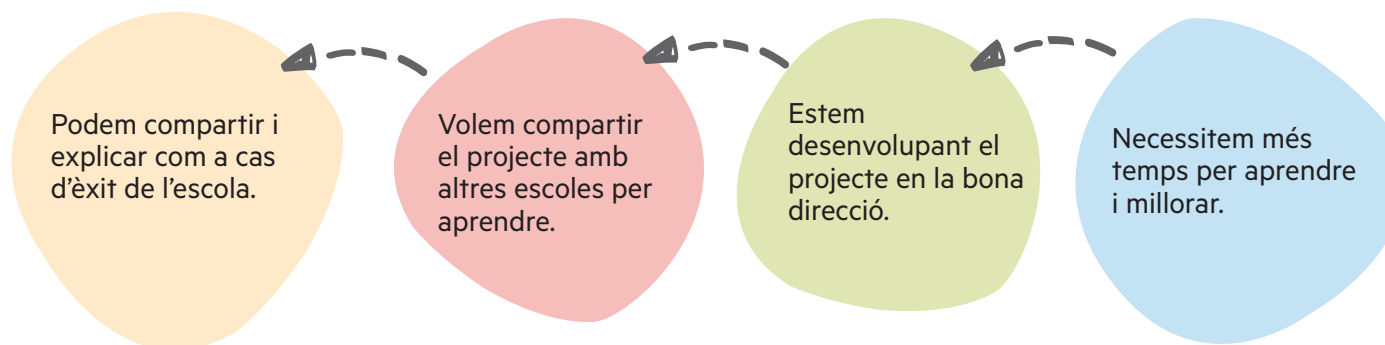 Podem compartir i
explicar com a cas
d'èxit de l'escola.
Volem compartir
el projecte amb
altres escoles per
aprendre.
Estem
desenvolupant el
projecte en la bona
direcció.
Necessitem més
temps per aprendre
i millorar.